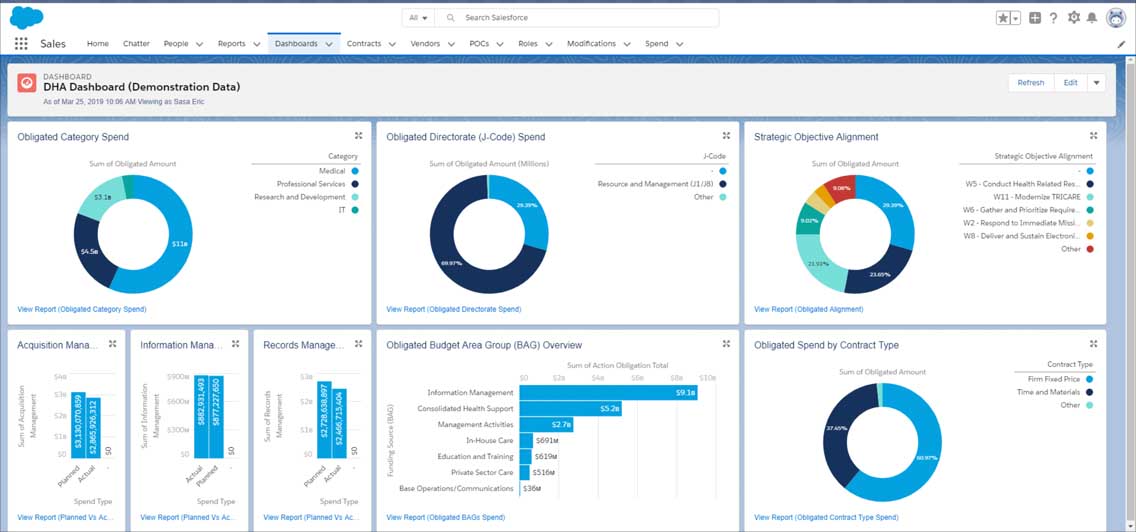 All
Search Salesforce
Sales
Home
Chatter
People
Reports
Dashboards
Contracts
Vendors
POCs
Roles
Modifications
Spend
DASHBOARD
DHA Dashboard (Demonstration Data)
As of Mar 25, 2019 10:06 AM Viewing as Sasa Eric
Refresh
Edit
Obligated Category Spend
Sum of Obligated Amount
Category
Medical
Professional Services
Research and Development
IT
$3.1B
$4.5B
$11B
View Report (Obligated Category Spend)
Obligated Directorate (J-Code) Spend
Sum of Obligated Amount (Millions)
J-Code
-
Resource and Management (J1/J8)
Other
29.39%
69.97%
View Report (Obligated Directorate Spend)
Strategic Objective Alignment
Sum of Obligated Amount
Strategic Objective Alignment
-
W5 - Conduct Health Related Res...
W11 - Modernize TRICARE
W6 - Gather and Prioritize Require...
W2 - Respond to Immediate Missi...
W8 - Deliver and Sustain Electroni...
Other
9.08%
29.39%
9.02%
23.65%
View Report (Obligated Alignment)
Acquisition Mana...
Sum of Acquisition
Management
$4B
$3B
$2B
$1B
$0
$3,130,070,859
$2,865,926,312
$0
Planned
Actual
-
Spend Type
View Report (Planned Vs Ac...
Information Mana...
Sum of Information
Management
$900M
$600M
$300M
$0
$882,931,493
$877,227,650
$0
Actual
Planned
-
Spend Type
View Report (Planned Vs Ac...
Records Manage...
Sum of Records
Management
$3B
$2B
$1B
$0
$2,728,638,897
$2,466,715,404
$0
Planned
Actual
-
Spend Type
View Report (Planned Vs Ac...
Obligated Budget Area Group (BAG) Overview
Sum of Action Obligation Total
$0
$2B
$4B
$6B
$8B
$10B
Funding Source (BAG)
Information Management
$9.1B
Consolidated Health Support
$5.2B
Management Activities
$2.7B
In-House Care
$691M
Education and Training
$619M
Private Sector Care
$516M
Base Operations/Communications
$36M
View Report (Obligated BAGs Spend)
Obligated Spend by Contract Type
Sum of Obligated Amount
Contract Type
Firm Fixed Price
Time and Materials
Other
37.65%
60.97%
View Report (Obligated Contract Type Spend)